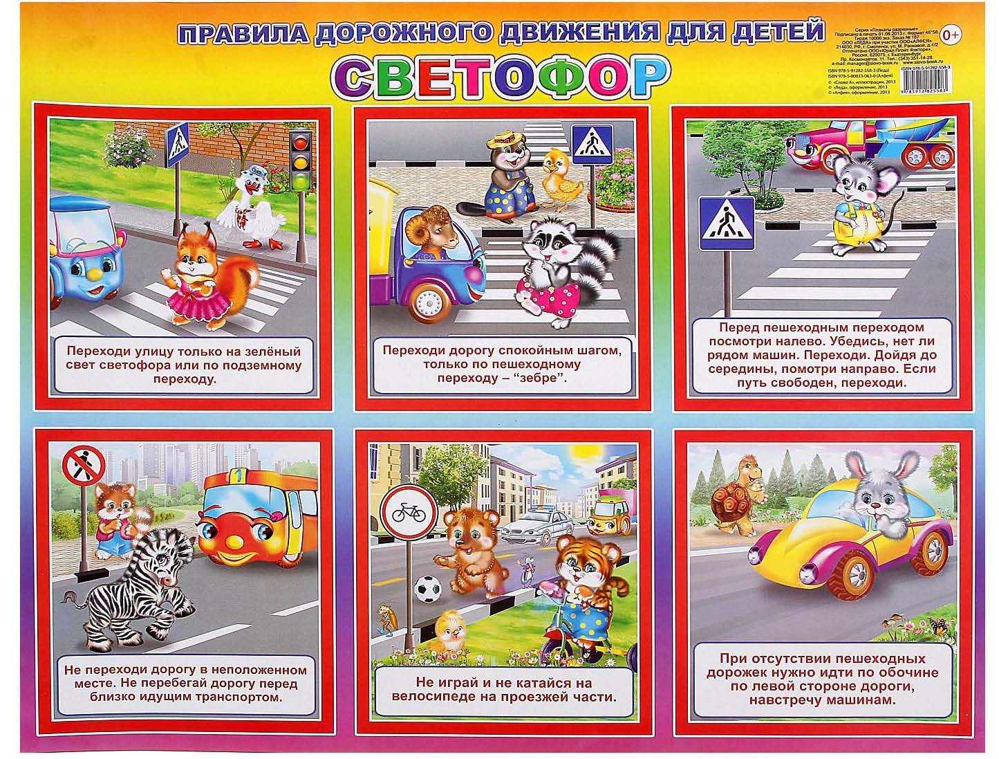 ПРАВИЛА ДОРОЖНОГО ДВИЖЕНИЯ ДЛЯ ДЕТЕЙ
СВЕТОФОР
Серия «Плакаты разрезные»
Подписано в печать 01.06.2013 г. Формат 46*58.
Тираж 10000 экз. Заказ № 187
ООО «ЛЕДА» при участии ООО«АЛФЕЯ»
214030, РФ, г. Смоленск, ул. М. Расковой, д.4/2
Отпечатано ООО«Юрал Плэйт Фэктори»,
Россия, 620075, г. Екатеринбург,
Пр. Космонавтов, 11. Тел.: (343) 351-14-28.
e-mail: manager@slovo-book.ru www.slovo-book.ru
0+
ISBN 978-5-91282-558-3 (Леда)
ISBN 978-5-00033-063-0 (Алфея)
© «Слово А», иллюстрации, 2013
© «Леда», оформление, 2013
© «Алфея», оформление, 2013
ISBN 978-5-91282-558-3
9 785912 825583
Переходи улицу только на зелёный
свет светофора или по подземному
переходу.
Переходи дорогу спокойным шагом,
только по пешеходному
переходу – “зебре”.
Перед пешеходным переходом
посмотри налево. Убедись, нет ли
рядом машин. Переходи. Дойдя до
середины, помотри направо. Если
путь свободен, переходи.
1
Не переходи дорогу в неположенном
месте. Не перебегай дорогу перед
близко идущим транспортом.
Не играй и не катайся на
велосипеде на проезжей части.
При отсутствии пешеходных
дорожек нужно идти по обочине
по левой стороне дороги,
навстречу машинам.